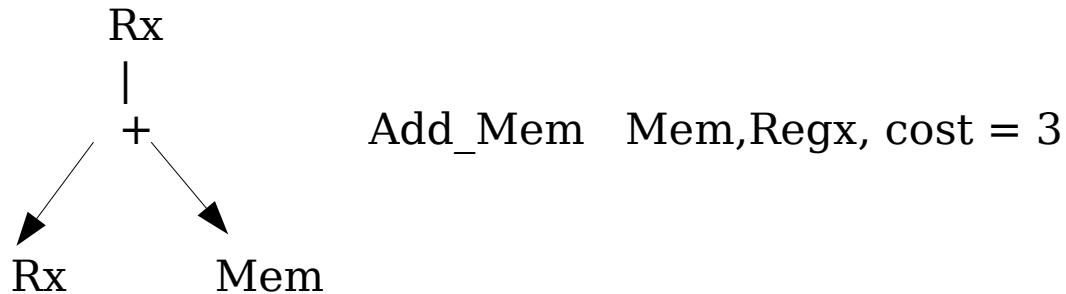 Rx
|
+ Add_Mem Mem,Regx, cost = 3
Rx Mem